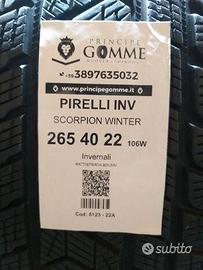 PRINCIPE
GOMME
+39 3897635032
www.principegomme.it
PIRELLI INV
SCORPION WINTER
265 40 22 106W
Invernali
Cod: 5123 - 22A
subito